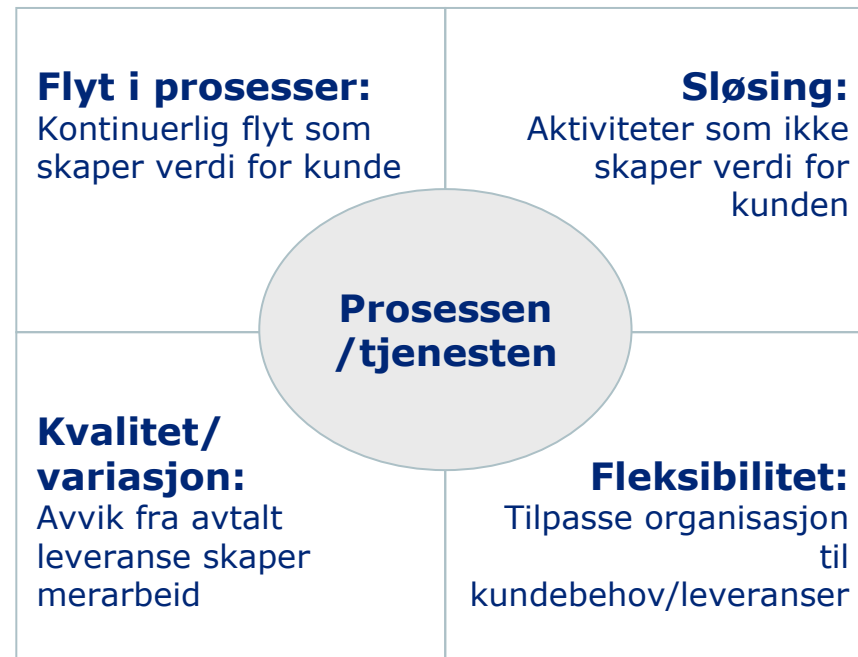 Flyt i prosesser:
Kontinuerlig flyt som
skaper verdi for kunde
Sløsing:
Aktiviteter som ikke
skaper verdi for
kunden
Prosessen
/tjenesten
Kvalitet/
variasjon:
Avvik fra avtalt
leveranse skaper
merarbeid
Fleksibilitet:
Tilpasse organisasjon
til
kundebehov/leveranser